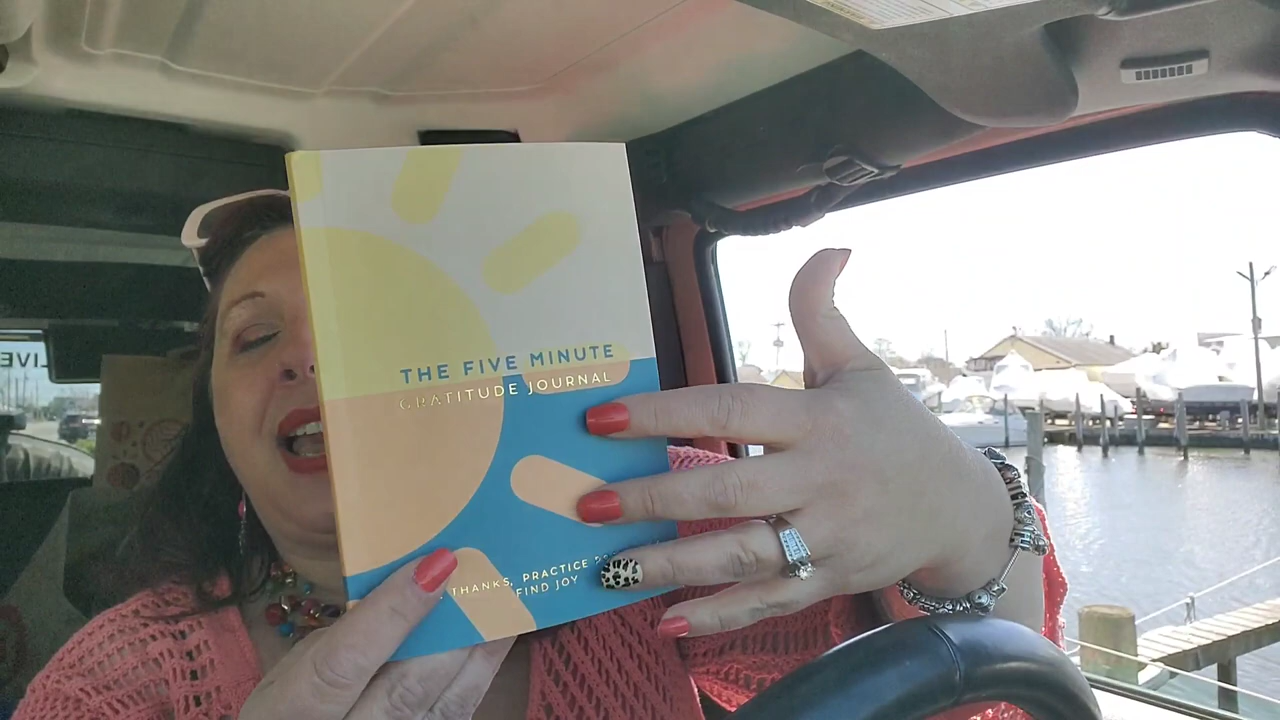 THE FIVE MINUTE
GRATITUDE JOURNAL
THANKS, PRACTICE
FIND JOY